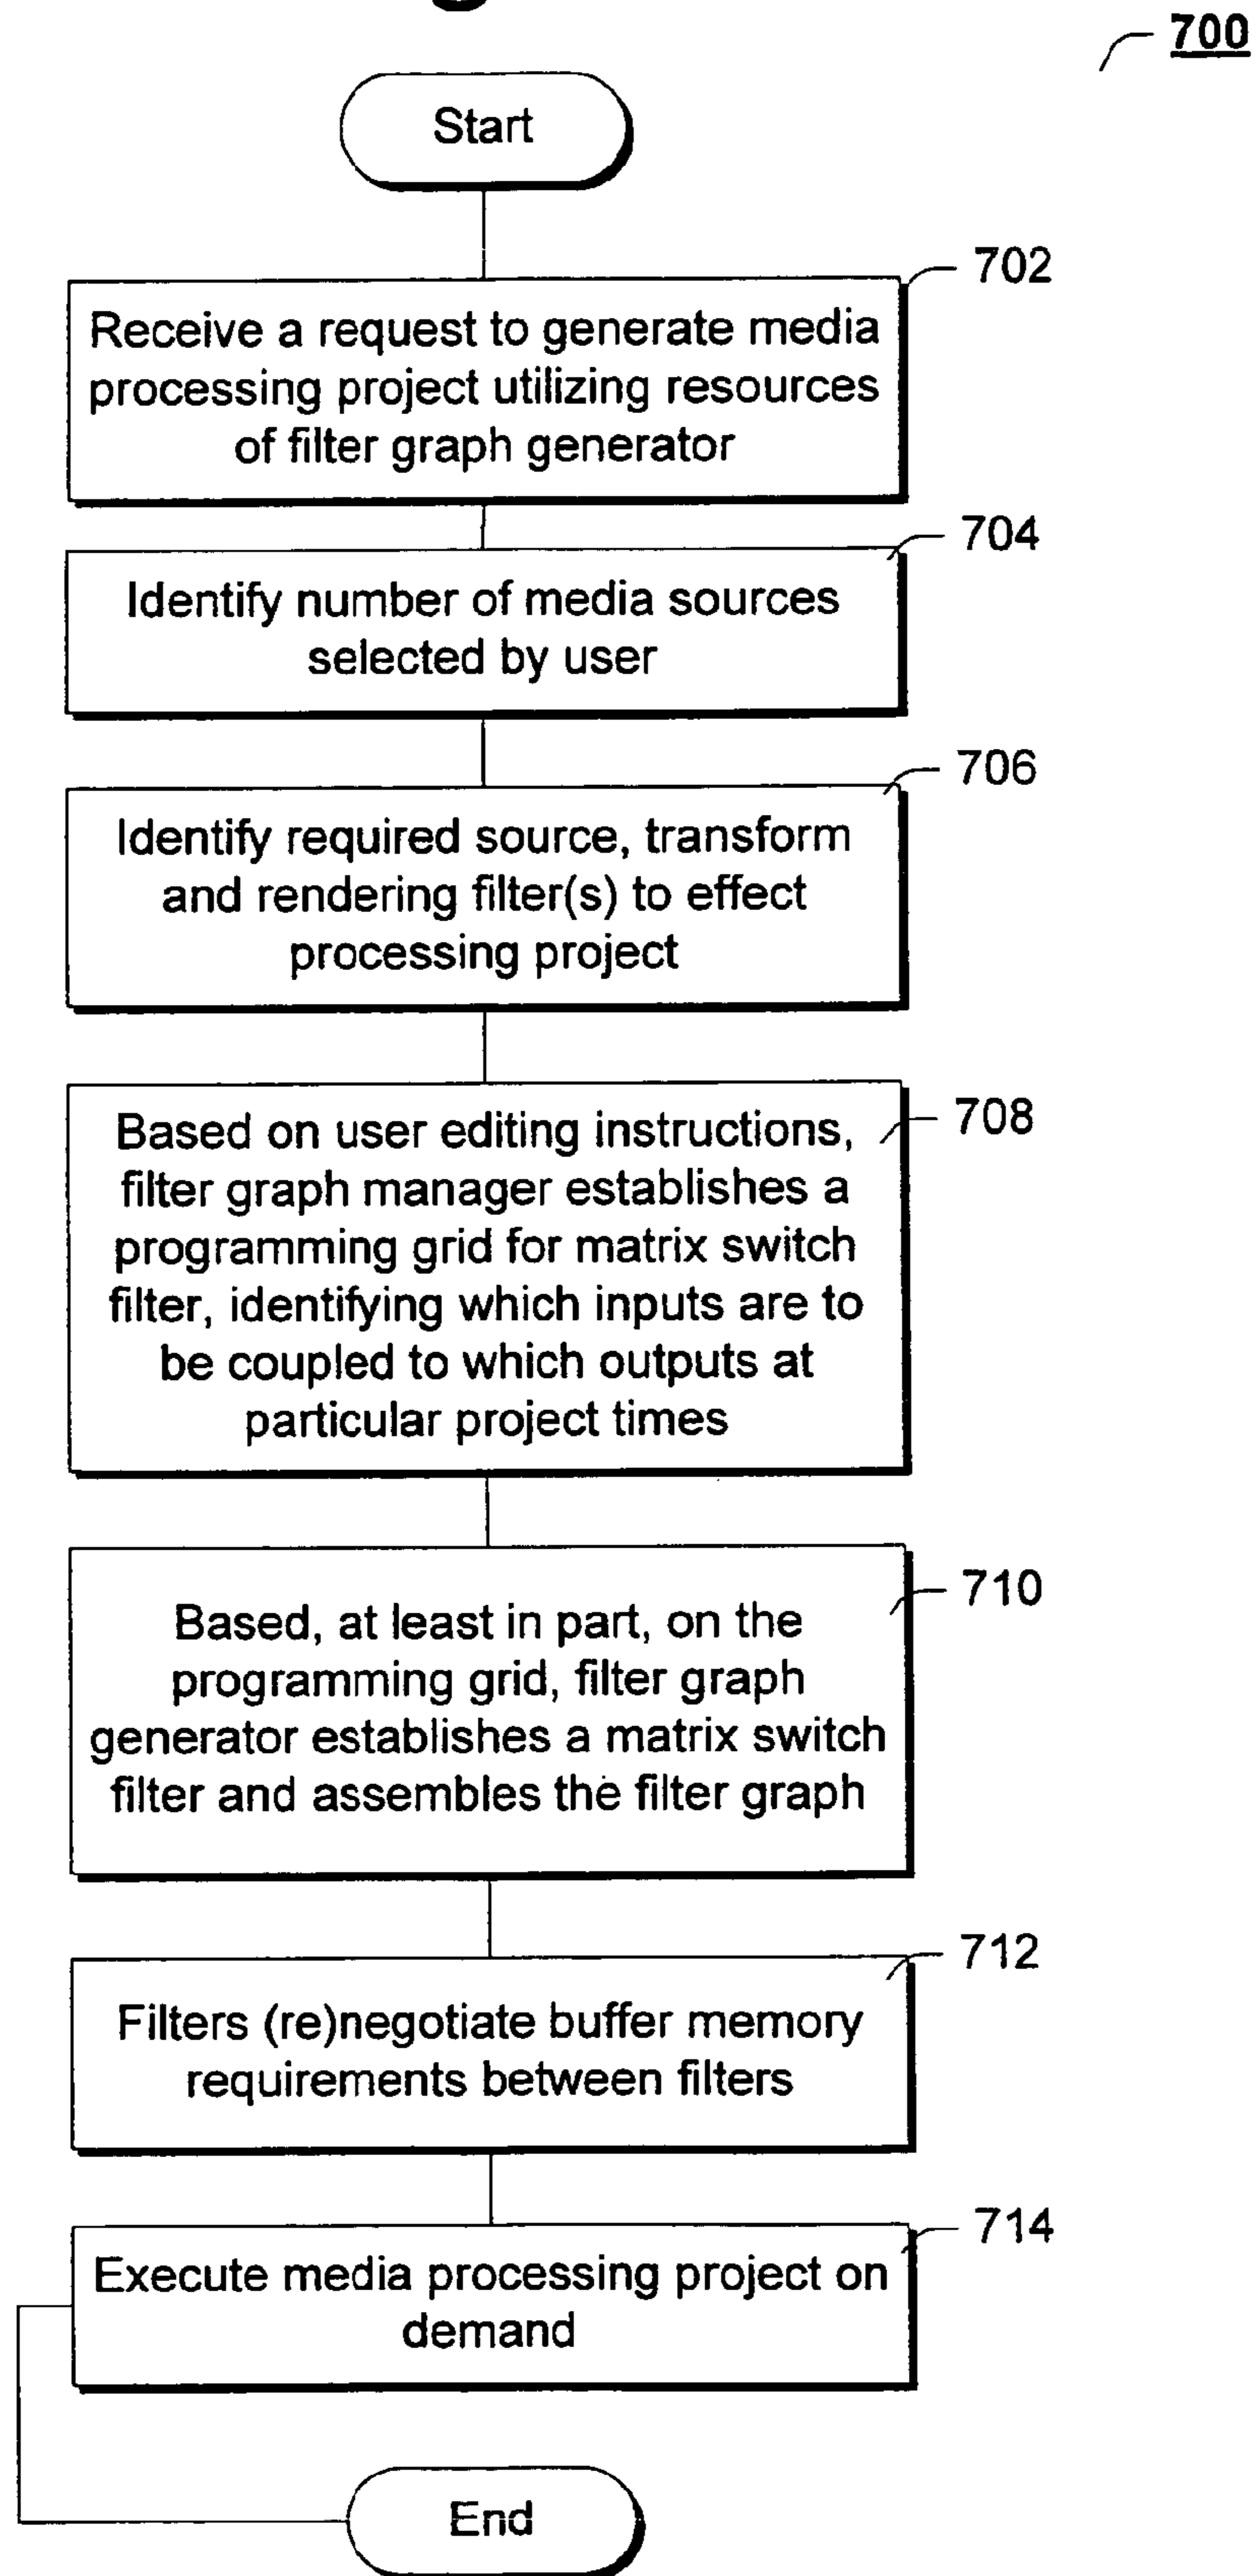 700
Start
702
Receive a request to generate media
processing project utilizing resources
of filter graph generator
704
Identify number of media sources
selected by user
706
Identify required source, transform
and rendering filter(s) to effect
processing project
708
Based on user editing instructions,
filter graph manager establishes a
programming grid for matrix switch
filter, identifying which inputs are to
be coupled to which outputs at
particular project times
710
Based, at least in part, on the
programming grid, filter graph
generator establishes a matrix switch
filter and assembles the filter graph
712
Filters (re)negotiate buffer memory
requirements between filters
714
Execute media processing project on
demand
End